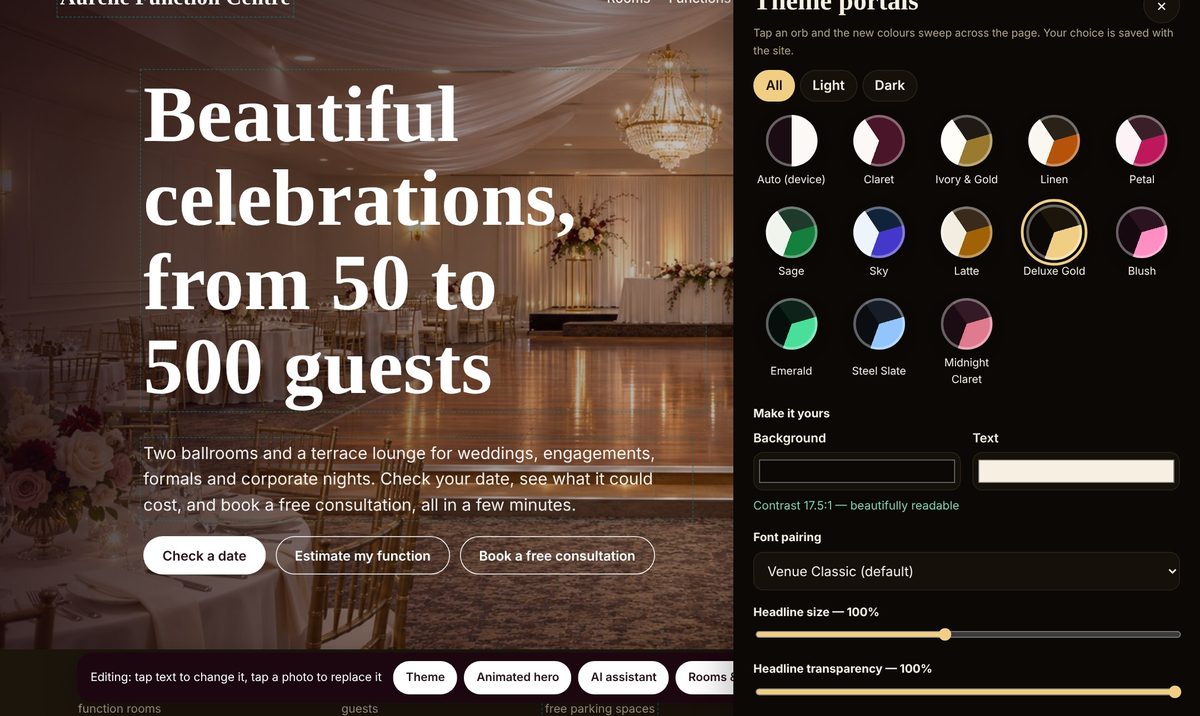 Aurelie Function Centre
Rooms Functions
Beautiful
celebrations,
from 50 to
500 guests
Two ballrooms and a terrace lounge for weddings, engagements,
formals and corporate nights. Check your date, see what it could
cost, and book a free consultation, all in a few minutes.
Check a date
Estimate my function
Book a free consultation
Editing: tap text to change it, tap a photo to replace it
Theme
Animated hero
AI assistant
Rooms &
function rooms
guests
free parking spaces
Theme portals
×
Tap an orb and the new colours sweep across the page. Your choice is saved with
the site.
All
Light
Dark
Auto (device)
Claret
Ivory & Gold
Linen
Petal
Sage
Sky
Latte
Deluxe Gold
Blush
Emerald
Steel Slate
Midnight
Claret
Make it yours
Background
Text
Contrast 17.5:1 — beautifully readable
Font pairing
Venue Classic (default)
Headline size — 100%
Headline transparency — 100%